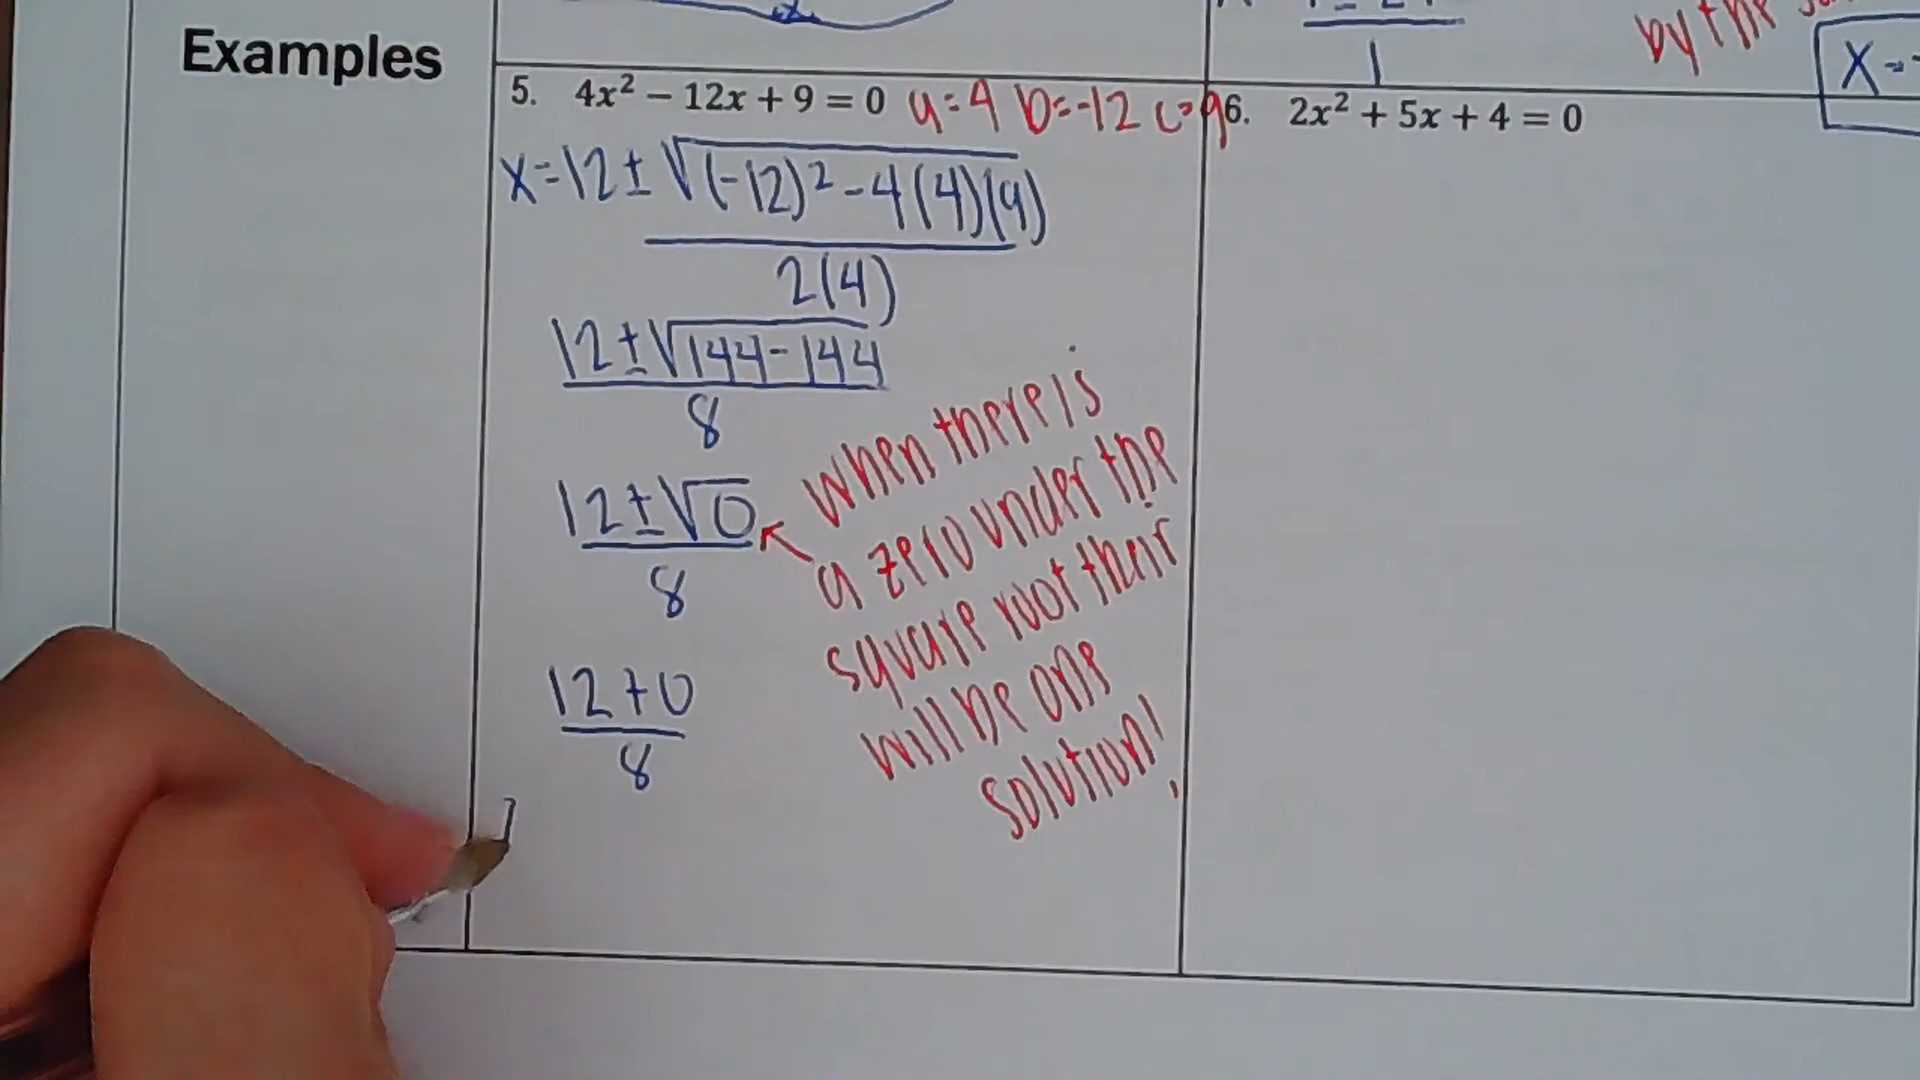 Examples
by the
X=
1
5. 4x² − 12x + 9 = 0 a=4 b=-12 c=9
x=12±√(-12)²-4(4)(9)
2(4)
12±√144-144
8
12±√0
8
12+0
8
when there is
a zero under the
square root their
will be one
solution!
6. 2x² + 5x + 4 = 0